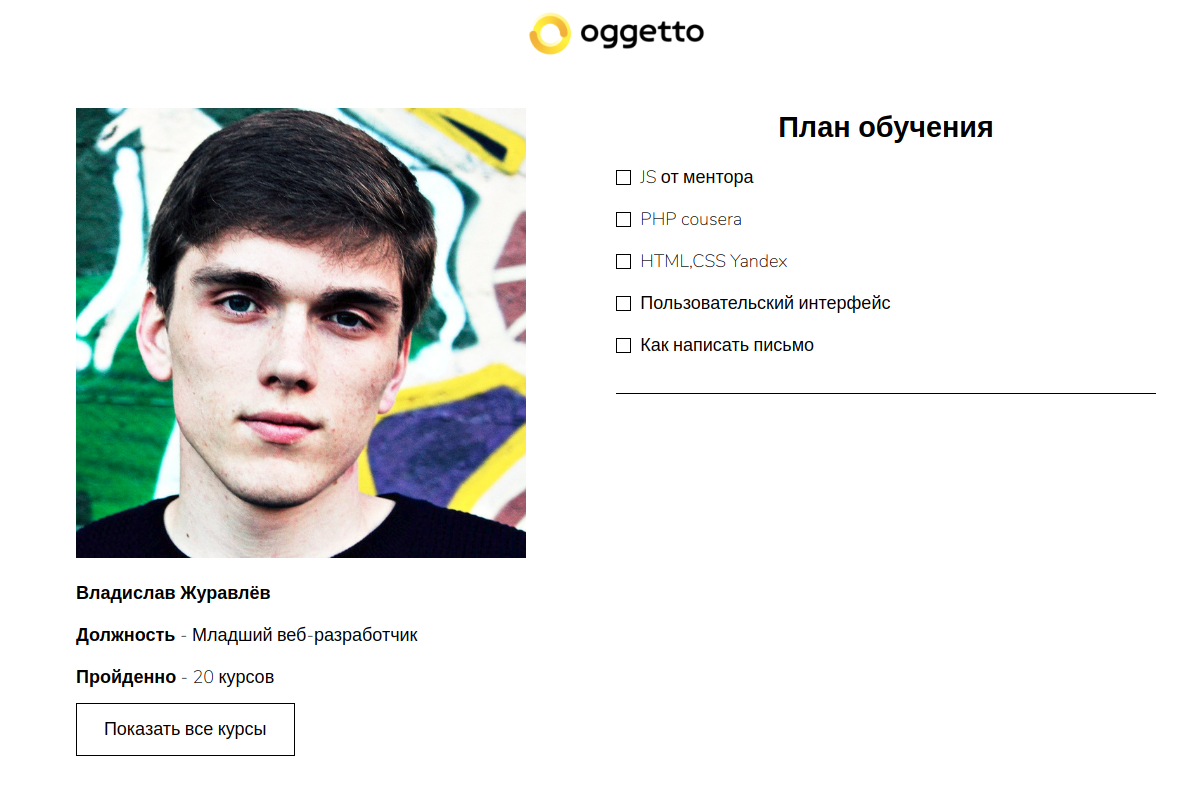 oggetto
План обучения
JS от ментора
PHP cousera
HTML,CSS Yandex
Пользовательский интерфейс
Как написать письмо
Владислав Журавлёв
Должность - Младший веб-разработчик
Пройденно - 20 курсов
Показать все курсы